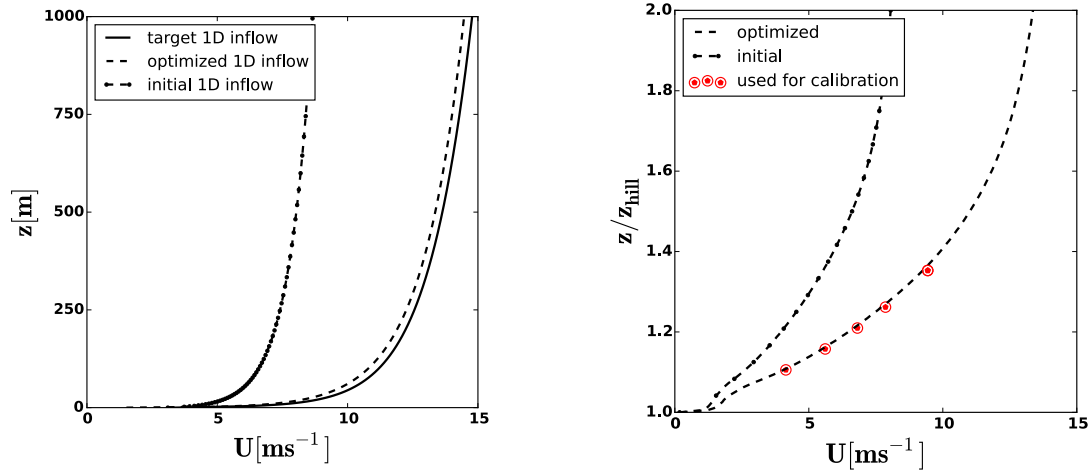 1000
750
500
250
0
z[m]
target 1D inflow
optimized 1D inflow
initial 1D inflow
0 5 10 15
U[ms⁻¹]
2.0
1.8
1.6
1.4
1.2
1.0
z/z_hill
optimized
initial
used for calibration
0 5 10 15
U[ms⁻¹]